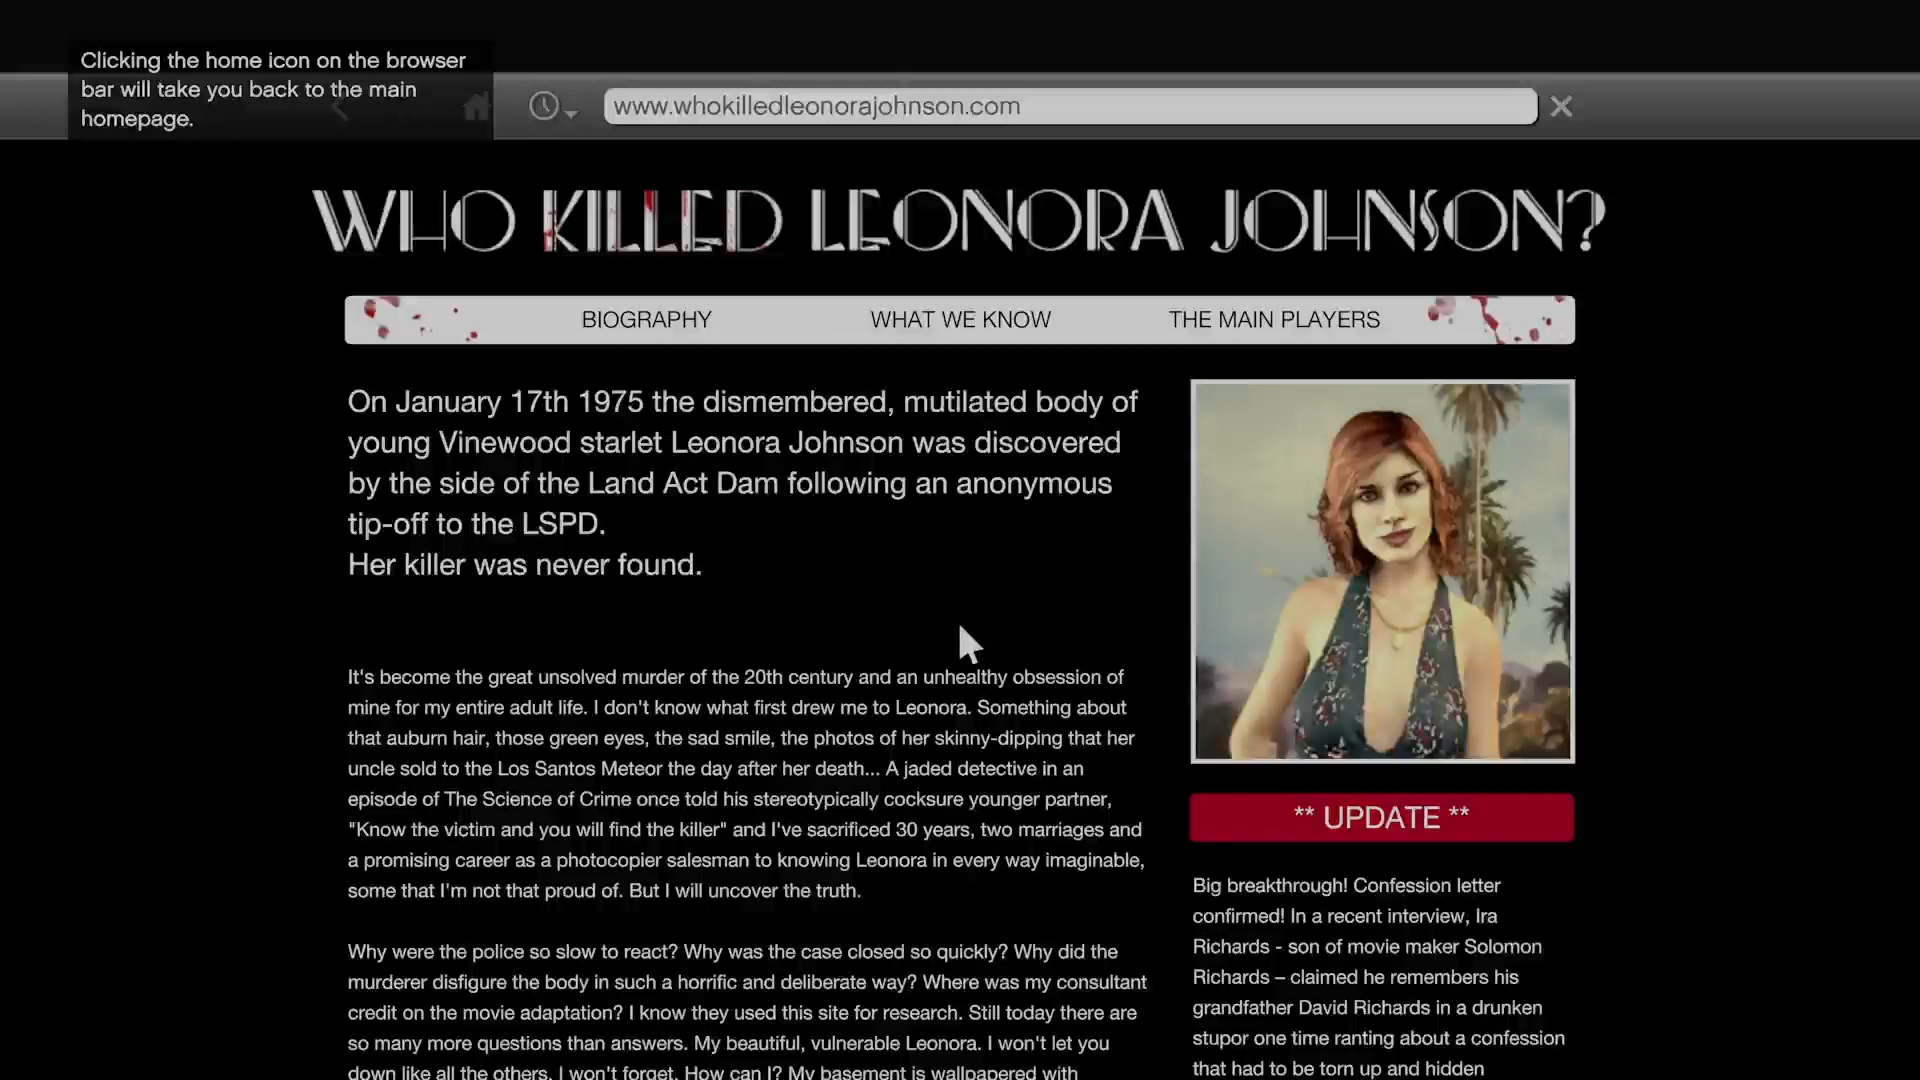 Clicking the home icon on the browser
bar will take you back to the main
homepage.
www.whokilledleonorajohnson.com
WHO KILLED LEONORA JOHNSON?
BIOGRAPHY
WHAT WE KNOW
THE MAIN PLAYERS
On January 17th 1975 the dismembered, mutilated body of
young Vinewood starlet Leonora Johnson was discovered
by the side of the Land Act Dam following an anonymous
tip-off to the LSPD.
Her killer was never found.
It's become the great unsolved murder of the 20th century and an unhealthy obsession of
mine for my entire adult life. I don't know what first drew me to Leonora. Something about
that auburn hair, those green eyes, the sad smile, the photos of her skinny-dipping that her
uncle sold to the Los Santos Meteor the day after her death... A jaded detective in an
episode of The Science of Crime once told his stereotypically cocksure younger partner,
"Know the victim and you will find the killer" and I've sacrificed 30 years, two marriages and
a promising career as a photocopier salesman to knowing Leonora in every way imaginable,
some that I'm not that proud of. But I will uncover the truth.
Why were the police so slow to react? Why was the case closed so quickly? Why did the
murderer disfigure the body in such a horrific and deliberate way? Where was my consultant
credit on the movie adaptation? I know they used this site for research. Still today there are
so many more questions than answers. My beautiful, vulnerable Leonora. I won't let you
down like all the others. I won't forget. How can I? My basement is wallpapered with
** UPDATE **
Big breakthrough! Confession letter
confirmed! In a recent interview, Ira
Richards - son of movie maker Solomon
Richards – claimed he remembers his
grandfather David Richards in a drunken
stupor one time ranting about a confession
that had to be torn up and hidden